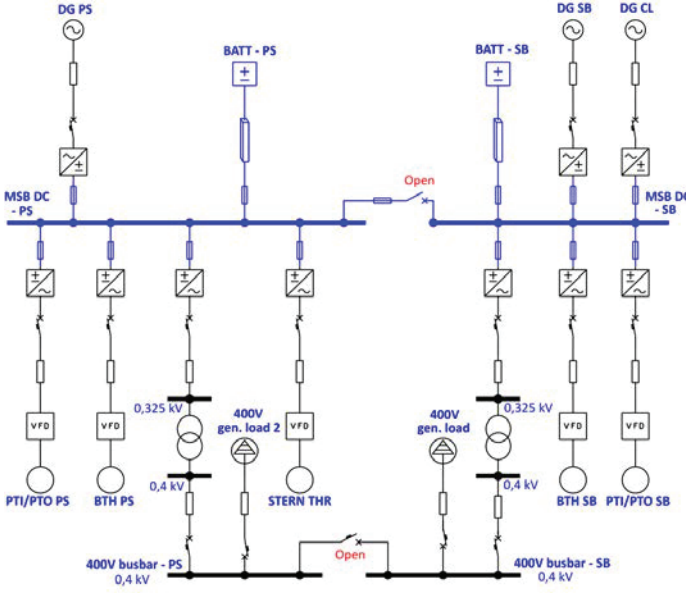 DG PS
DG SB
DG CL
BATT - PS
BATT - SB
MSB DC
- PS
Open
MSB DC
- SB
0,325 kV
400V
gen. load 2
400V
gen. load
0,325 kV
VFD
VFD
VFD
VFD
VFD
PTI/PTO PS
BTH PS
0,4 kV
STERN THR
0,4 kV
BTH SB
PTI/PTO SB
400V busbar - PS
0,4 kV
Open
400V busbar - SB
0,4 kV